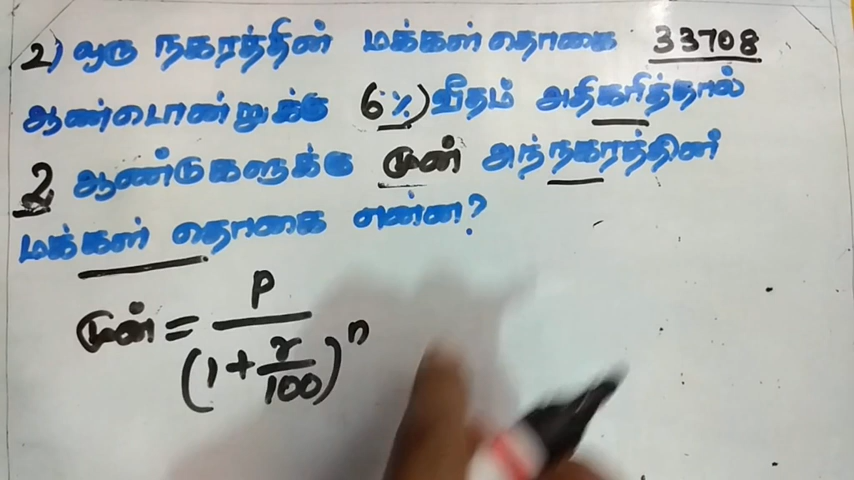 2) ஒரு நகரத்தின் மக்கள் தொகை 33708
ஆண்டொன்றுக்கு 6%) வீதம் அதிகரித்தால்
2 ஆண்டுகளுக்கு முன் அந்நகரத்தின்
மக்கள் தொகை என்ன?
முன் = P / (1 + r/100)^n